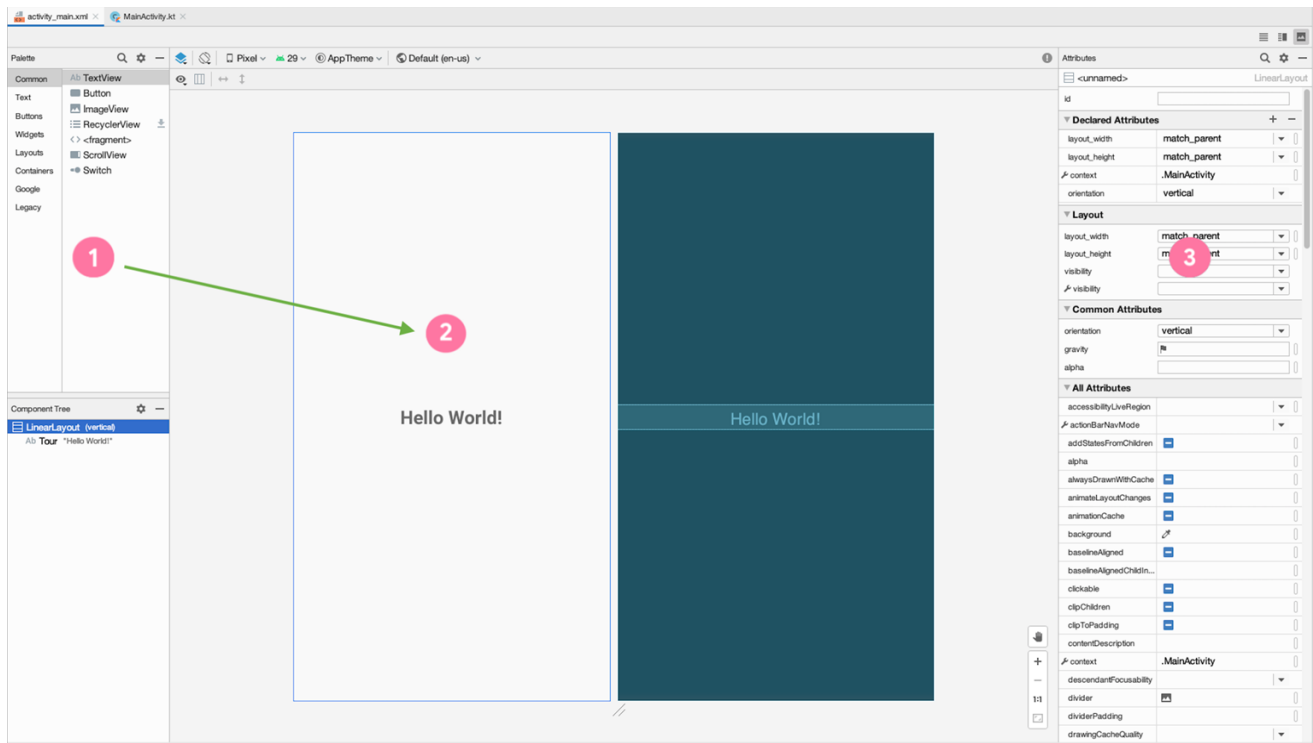 activity_main.xml
MainActivity.kt
Palette
Pixel
29
AppTheme
Default (en-us)
Attributes
Common
Text
Buttons
Widgets
Layouts
Containers
Google
Legacy
Ab TextView
Button
ImageView
RecyclerView
<fragment>
ScrollView
Switch
1
2
Hello World!
Hello World!
1:1
Component Tree
LinearLayout (vertical)
Ab Tour "Hello World!"
<unnamed> LinearLayout
id
Declared Attributes
layout_width match_parent
layout_height match_parent
context .MainActivity
orientation vertical
Layout
layout_width match_parent
layout_height
3
visibility
visibility
Common Attributes
orientation vertical
gravity
alpha
All Attributes
accessibilityLiveRegion
actionBarNavMode
addStatesFromChildren
alpha
alwaysDrawnWithCache
animateLayoutChanges
animationCache
background
baselineAligned
baselineAlignedChildIn...
clickable
clipChildren
clipToPadding
contentDescription
context .MainActivity
descendantFocusability
divider
dividerPadding
drawingCacheQuality